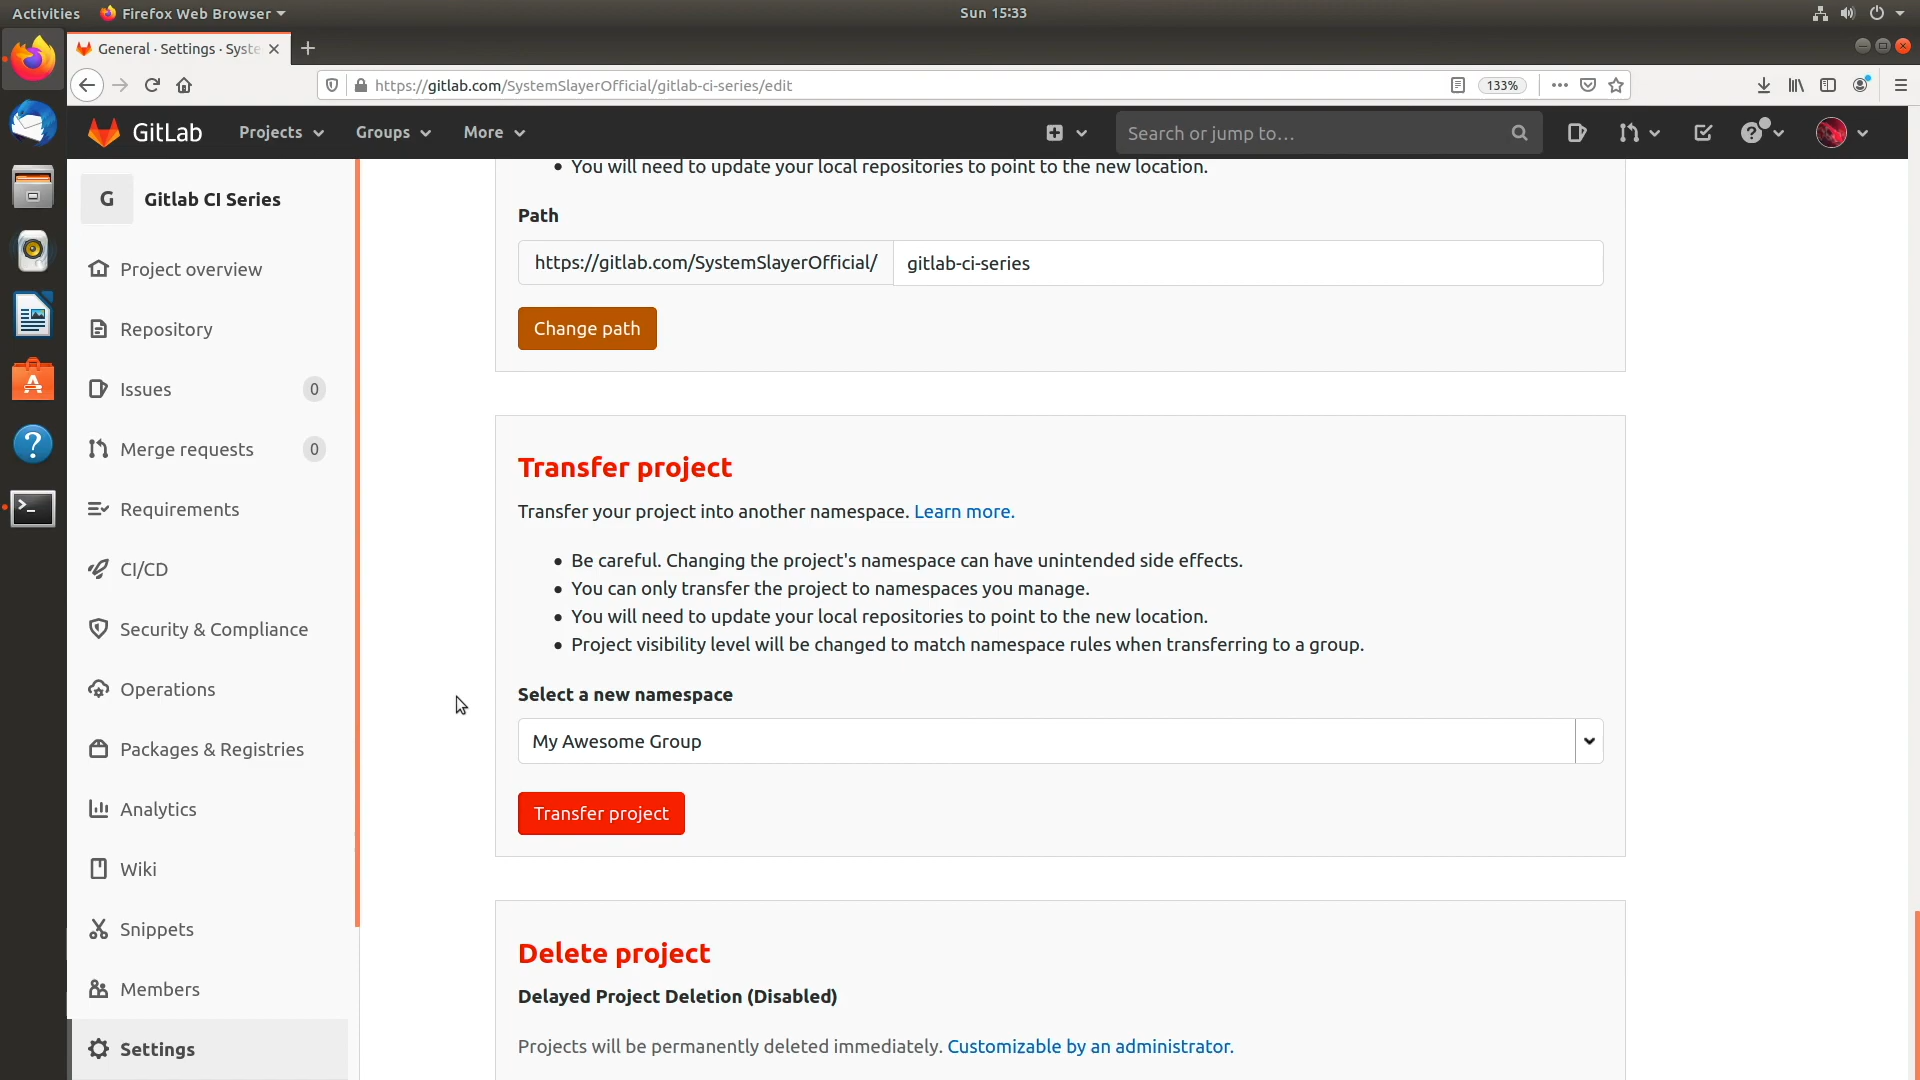 Activities Firefox Web Browser Sun 15:33
General · Settings · Syste
https://gitlab.com/SystemSlayerOfficial/gitlab-ci-series/edit 133%
GitLab Projects Groups More Search or jump to…
G Gitlab CI Series
Project overview
Repository
Issues 0
Merge requests 0
Requirements
CI/CD
Security & Compliance
Operations
Packages & Registries
Analytics
Wiki
Snippets
Members
Settings
You will need to update your local repositories to point to the new location.
Path
https://gitlab.com/SystemSlayerOfficial/ gitlab-ci-series
Change path
Transfer project
Transfer your project into another namespace. Learn more.
• Be careful. Changing the project's namespace can have unintended side effects.
• You can only transfer the project to namespaces you manage.
• You will need to update your local repositories to point to the new location.
• Project visibility level will be changed to match namespace rules when transferring to a group.
Select a new namespace
My Awesome Group
Transfer project
Delete project
Delayed Project Deletion (Disabled)
Projects will be permanently deleted immediately. Customizable by an administrator.